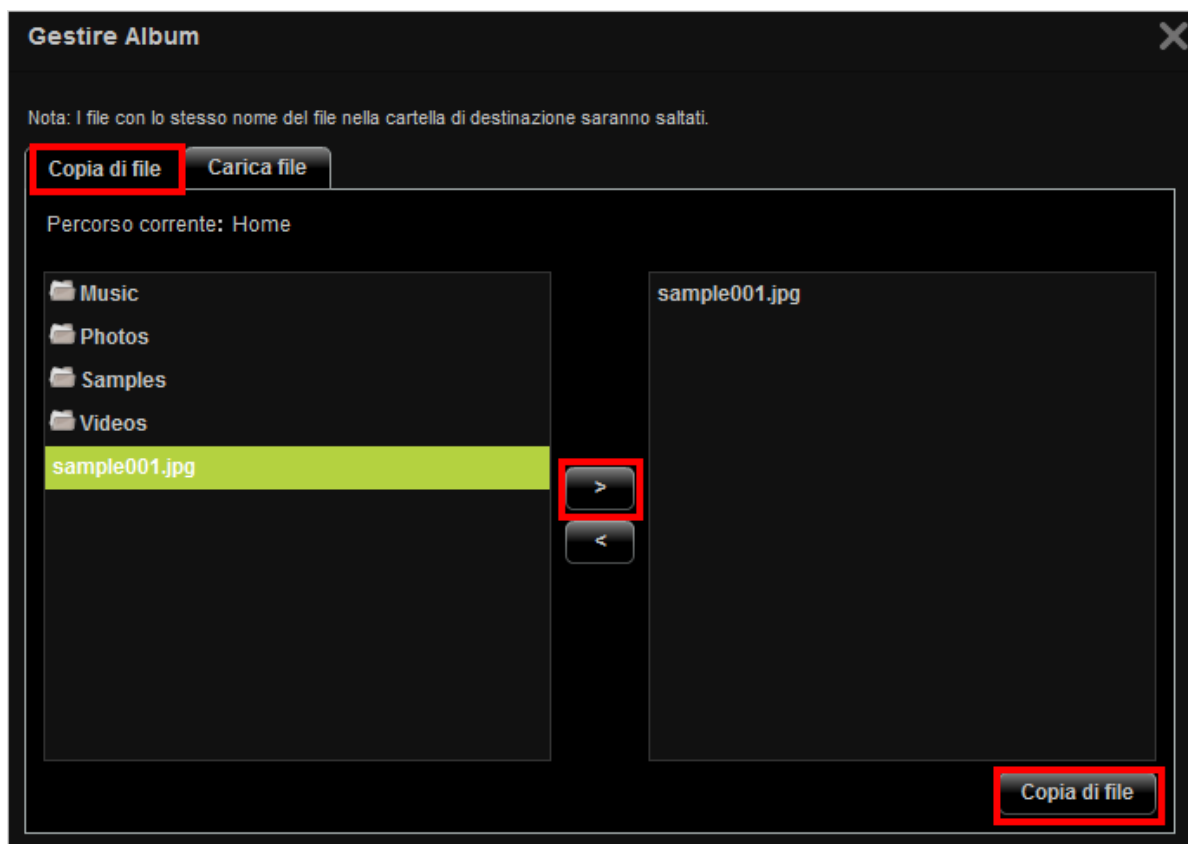 Gestire Album
Nota: I file con lo stesso nome del file nella cartella di destinazione saranno saltati.
Copia di file
Carica file
Percorso corrente: Home
Music
Photos
Samples
Videos
sample001.jpg
>
<
sample001.jpg
Copia di file